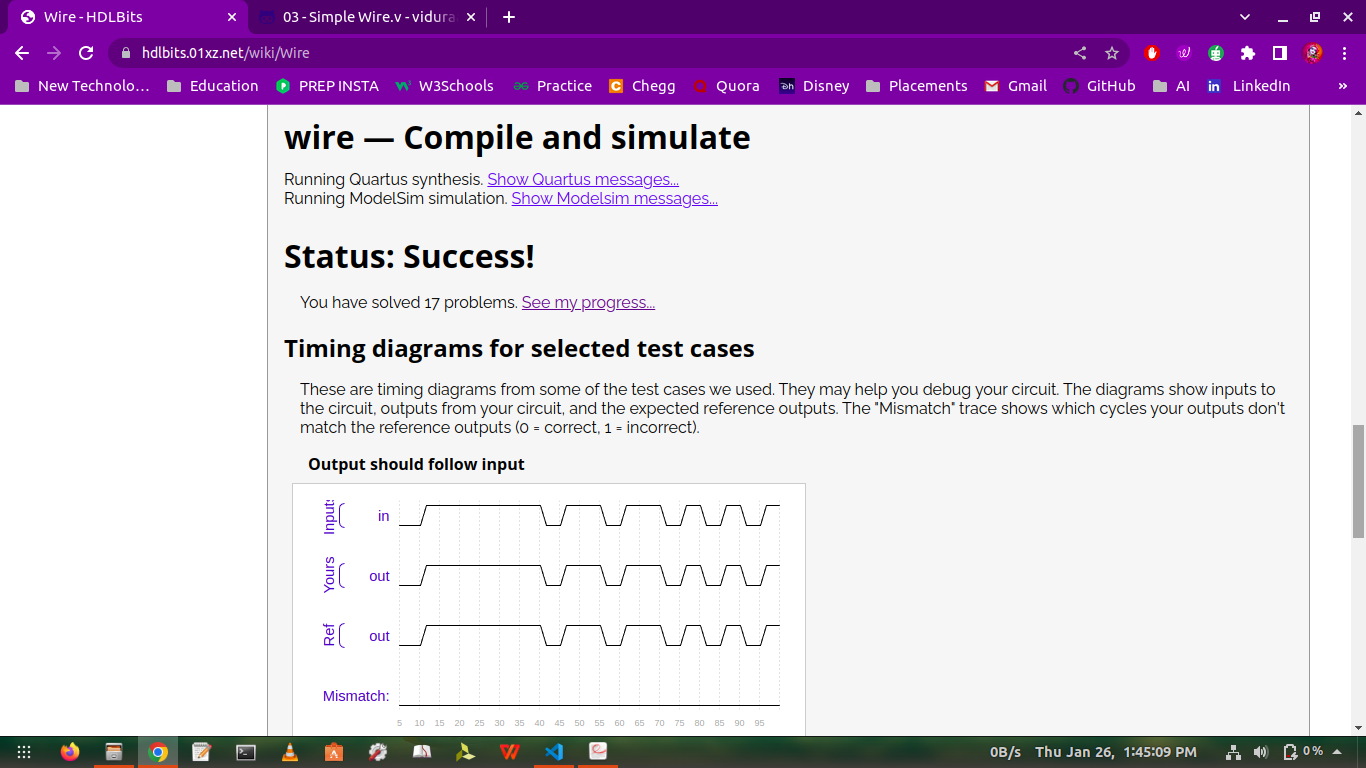 Wire - HDLBits
03 - Simple Wire.v - vidura
hdlbits.01xz.net/wiki/Wire
New Technolo…
Education
PREP INSTA
W3Schools
Practice
Chegg
Quora
Disney
Placements
Gmail
GitHub
AI
LinkedIn
»
wire — Compile and simulate
Running Quartus synthesis. Show Quartus messages...
Running ModelSim simulation. Show Modelsim messages...
Status: Success!
You have solved 17 problems. See my progress...
Timing diagrams for selected test cases
These are timing diagrams from some of the test cases we used. They may help you debug your circuit. The diagrams show inputs to
the circuit, outputs from your circuit, and the expected reference outputs. The "Mismatch" trace shows which cycles your outputs don't
match the reference outputs (0 = correct, 1 = incorrect).
Output should follow input
Inputs
in
Yours
out
Ref
out
Mismatch:
5 10 15 20 25 30 35 40 45 50 55 60 65 70 75 80 85 90 95
0B/s Thu Jan 26, 1:45:09 PM 0%